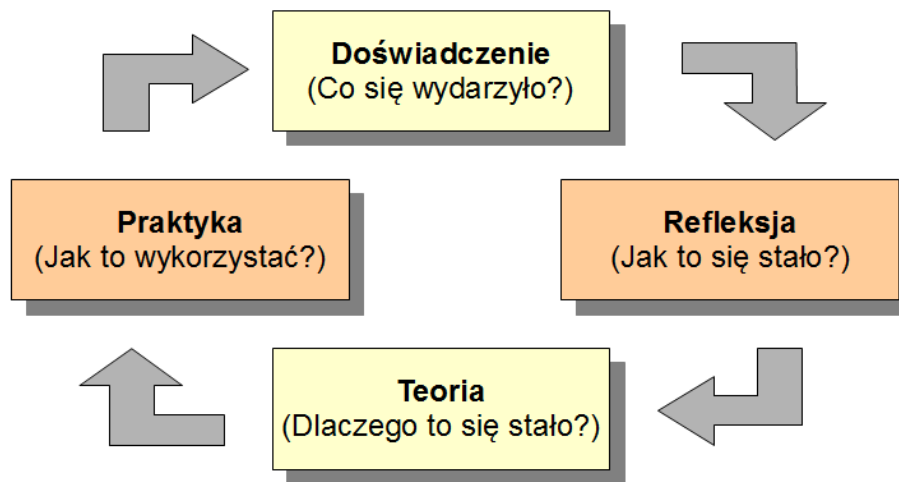 Doświadczenie
(Co się wydarzyło?)
Praktyka
(Jak to wykorzystać?)
Refleksja
(Jak to się stało?)
Teoria
(Dlaczego to się stało?)